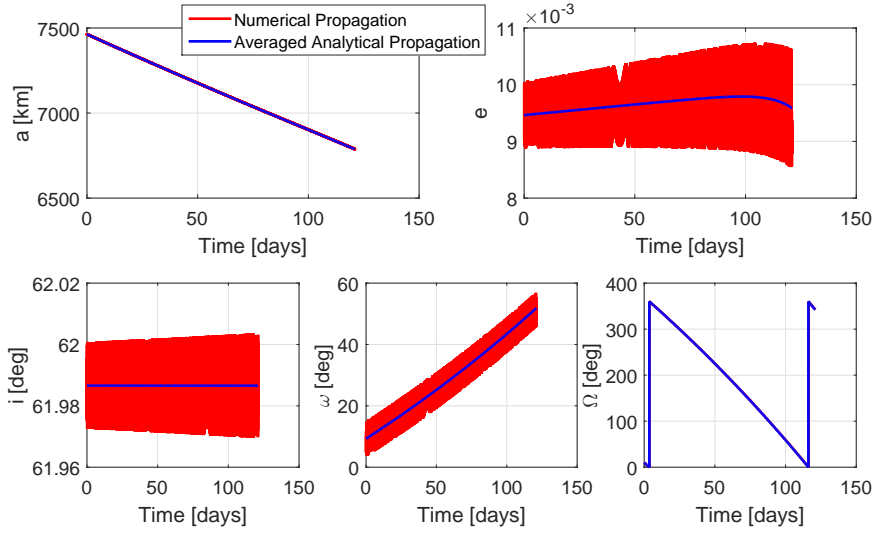 Numerical Propagation
Averaged Analytical Propagation
7500
7000
6500
a [km]
0 50 100 150
Time [days]
×10⁻³
11
10
9
8
e
0 50 100 150
Time [days]
62.02
62
61.98
61.96
i [deg]
0 50 100 150
Time [days]
60
40
20
0
ω [deg]
0 50 100 150
Time [days]
400
300
200
100
0
Ω [deg]
0 50 100 150
Time [days]